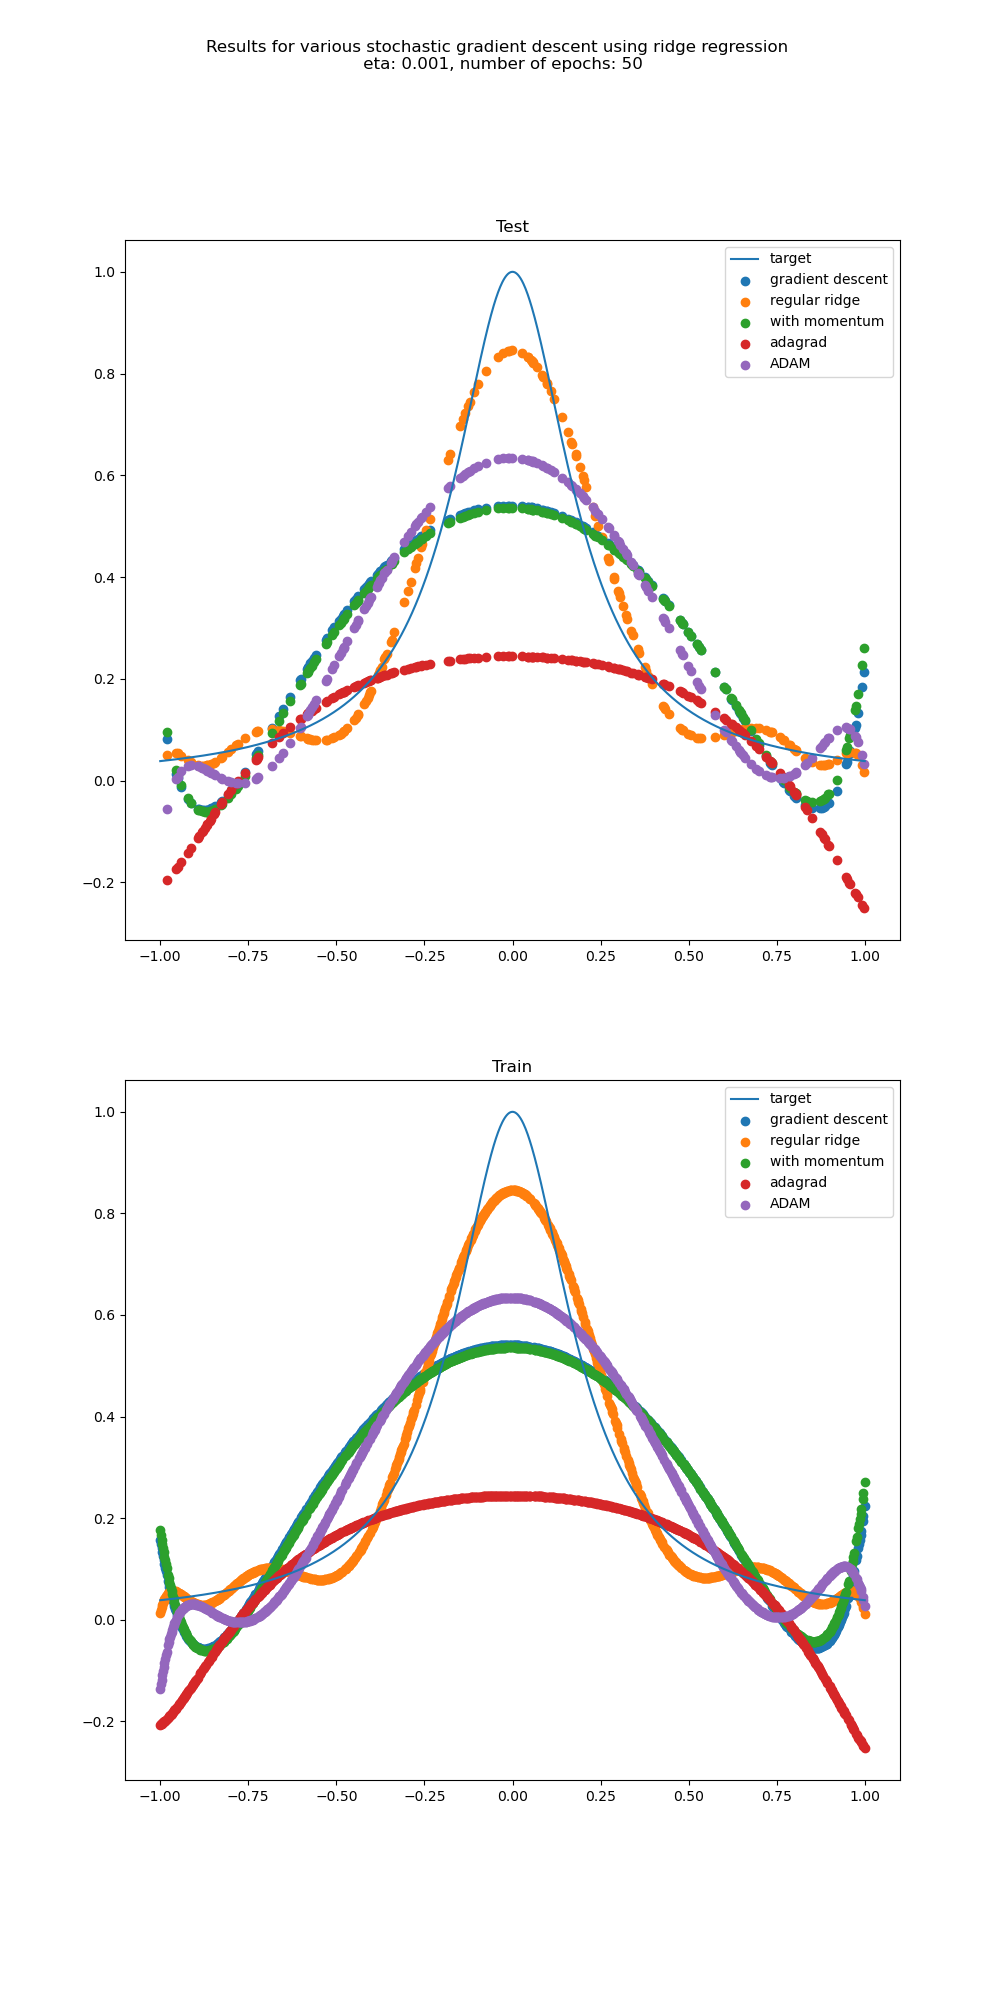 Results for various stochastic gradient descent using ridge regression
eta: 0.001, number of epochs: 50
Test
target
gradient descent
regular ridge
with momentum
adagrad
ADAM
1.0
0.8
0.6
0.4
0.2
0.0
−0.2
−1.00 −0.75 −0.50 −0.25 0.00 0.25 0.50 0.75 1.00
Train
target
gradient descent
regular ridge
with momentum
adagrad
ADAM
1.0
0.8
0.6
0.4
0.2
0.0
−0.2
−1.00 −0.75 −0.50 −0.25 0.00 0.25 0.50 0.75 1.00